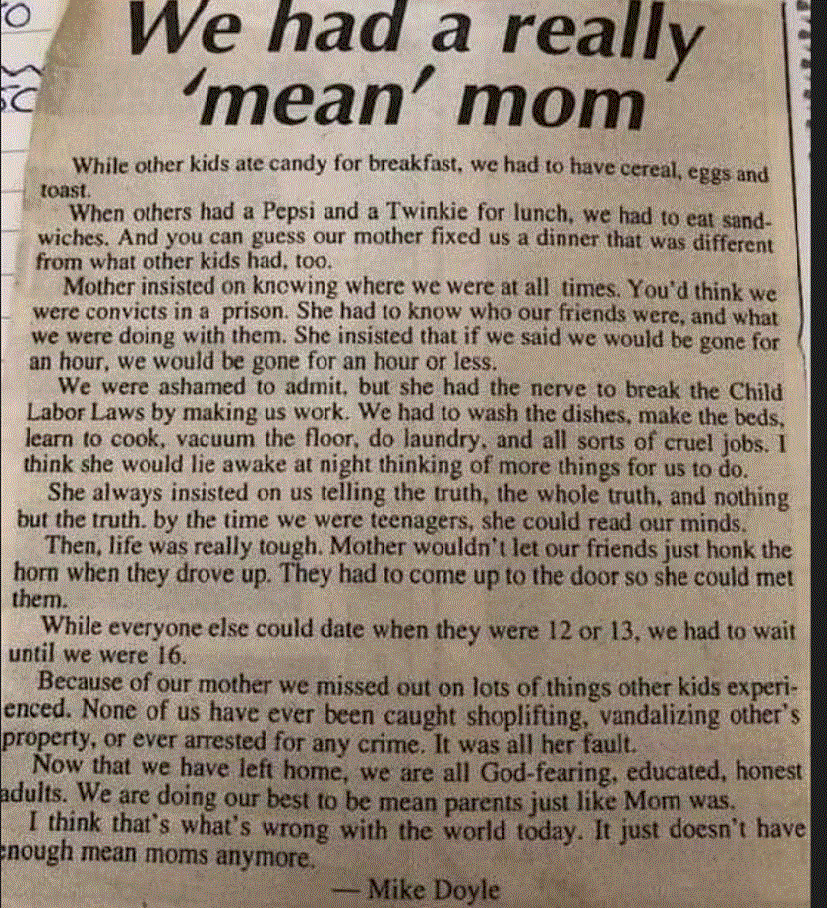 We had a really
'mean' mom
While other kids ate candy for breakfast, we had to have cereal, eggs and
toast.
When others had a Pepsi and a Twinkie for lunch, we had to eat sand-
wiches. And you can guess our mother fixed us a dinner that was different
from what other kids had, too.
Mother insisted on knowing where we were at all times. You'd think we
were convicts in a prison. She had to know who our friends were, and what
we were doing with them. She insisted that if we said we would be gone for
an hour, we would be gone for an hour or less.
We were ashamed to admit, but she had the nerve to break the Child
Labor Laws by making us work. We had to wash the dishes, make the beds,
learn to cook, vacuum the floor, do laundry, and all sorts of cruel jobs. I
think she would lie awake at night thinking of more things for us to do.
She always insisted on us telling the truth, the whole truth, and nothing
but the truth. by the time we were teenagers, she could read our minds.
Then, life was really tough. Mother wouldn't let our friends just honk the
horn when they drove up. They had to come up to the door so she could met
them.
While everyone else could date when they were 12 or 13, we had to wait
until we were 16.
Because of our mother we missed out on lots of things other kids experi-
enced. None of us have ever been caught shoplifting, vandalizing other's
property, or ever arrested for any crime. It was all her fault.
Now that we have left home, we are all God-fearing, educated, honest
adults. We are doing our best to be mean parents just like Mom was.
I think that's what's wrong with the world today. It just doesn't have
enough mean moms anymore.
— Mike Doyle